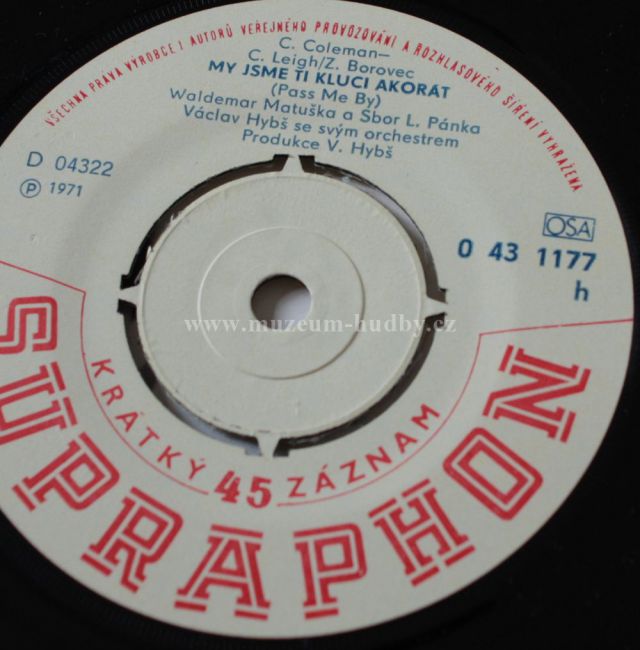 VŠECHNA PRÁVA VÝROBCE I AUTORŮ VEŘEJNÉHO PROVOZOVÁNÍ A ROZHLASOVÉHO ŠÍŘENÍ VYHRAŽENA
C. Coleman–
C. Leigh/Z. Borovec
MY JSME TI KLUCI AKORÁT
(Pass Me By)
Waldemar Matuška a Sbor L. Pánka
Václav Hybš se svým orchestrem
Produkce V. Hybš
D 04322
Ⓟ 1971
OSA
0 43 1177
h
www.muzeum-hudby.cz
KRÁTKÝ 45 ZÁZNAM
SUPRAPHON